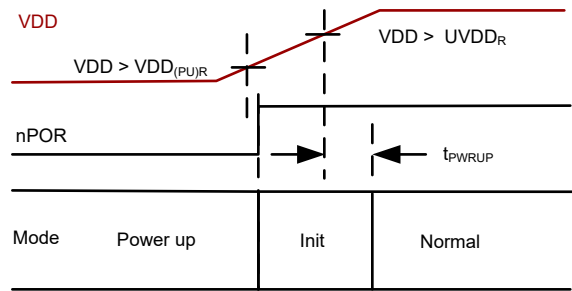 VDD
VDD > UVDDR
VDD > VDD(PU)R
nPOR
tPWRUP
Mode Power up Init Normal